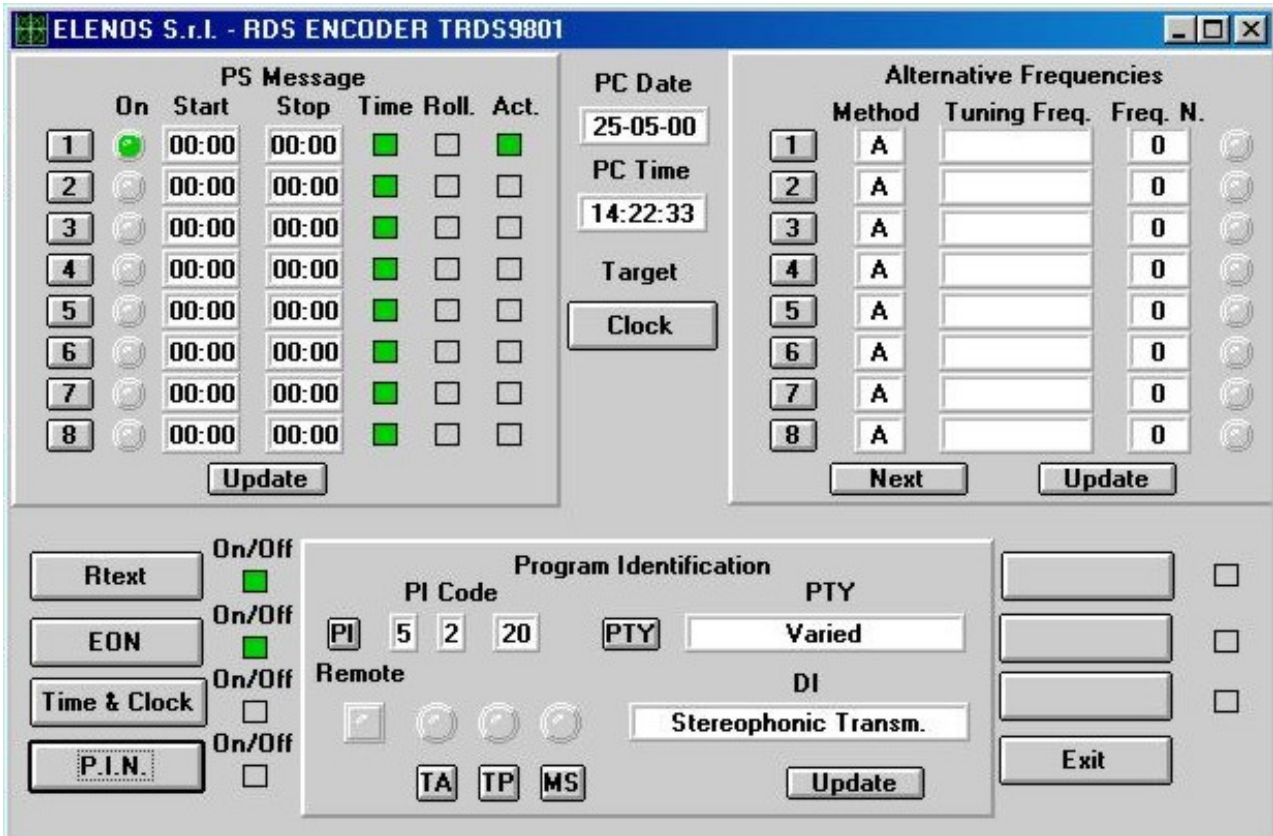 ELENOS S.r.l. - RDS ENCODER TRDS9801
PS Message
On Start Stop Time Roll. Act.
1 00:00 00:00
2 00:00 00:00
3 00:00 00:00
4 00:00 00:00
5 00:00 00:00
6 00:00 00:00
7 00:00 00:00
8 00:00 00:00
Update
PC Date
25-05-00
PC Time
14:22:33
Target
Clock
Alternative Frequencies
Method Tuning Freq. Freq. N.
1 A 0
2 A 0
3 A 0
4 A 0
5 A 0
6 A 0
7 A 0
8 A 0
Next Update
Rtext On/Off
EON On/Off
Time & Clock On/Off
P.I.N. On/Off
Program Identification
PI Code PTY
PI 5 2 20 PTY Varied
Remote DI
Stereophonic Transm.
TA TP MS Update
Exit